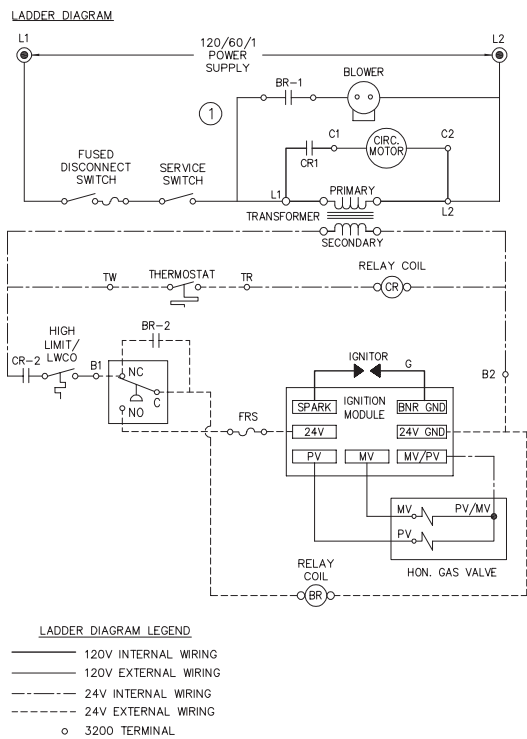 LADDER DIAGRAM
L1
L2
120/60/1
POWER
SUPPLY
BLOWER
BR-1
1
C1
CIRC.
MOTOR
C2
CR1
FUSED
DISCONNECT
SWITCH
SERVICE
SWITCH
L1
PRIMARY
L2
TRANSFORMER
SECONDARY
TW
THERMOSTAT
TR
RELAY COIL
CR
HIGH
LIMIT/
LWCO
BR-2
CR-2
B1
NC
C
NO
IGNITOR
G
B2
SPARK
IGNITION
MODULE
BNR GND
FRS
24V
24V GND
PV
MV
MV/PV
MV
PV/MV
PV
HON. GAS VALVE
RELAY
COIL
BR
LADDER DIAGRAM LEGEND
120V INTERNAL WIRING
120V EXTERNAL WIRING
24V INTERNAL WIRING
24V EXTERNAL WIRING
3200 TERMINAL